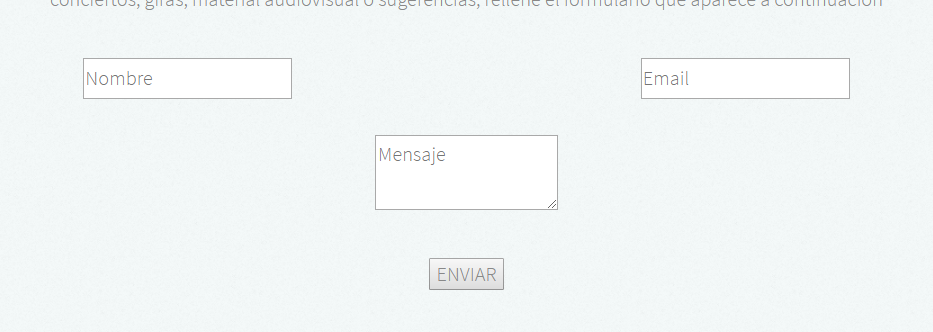 conciertos, giras, material audiovisual o sugerencias, rellene el formulario que aparece a continuación
Nombre
Email
Mensaje
ENVIAR